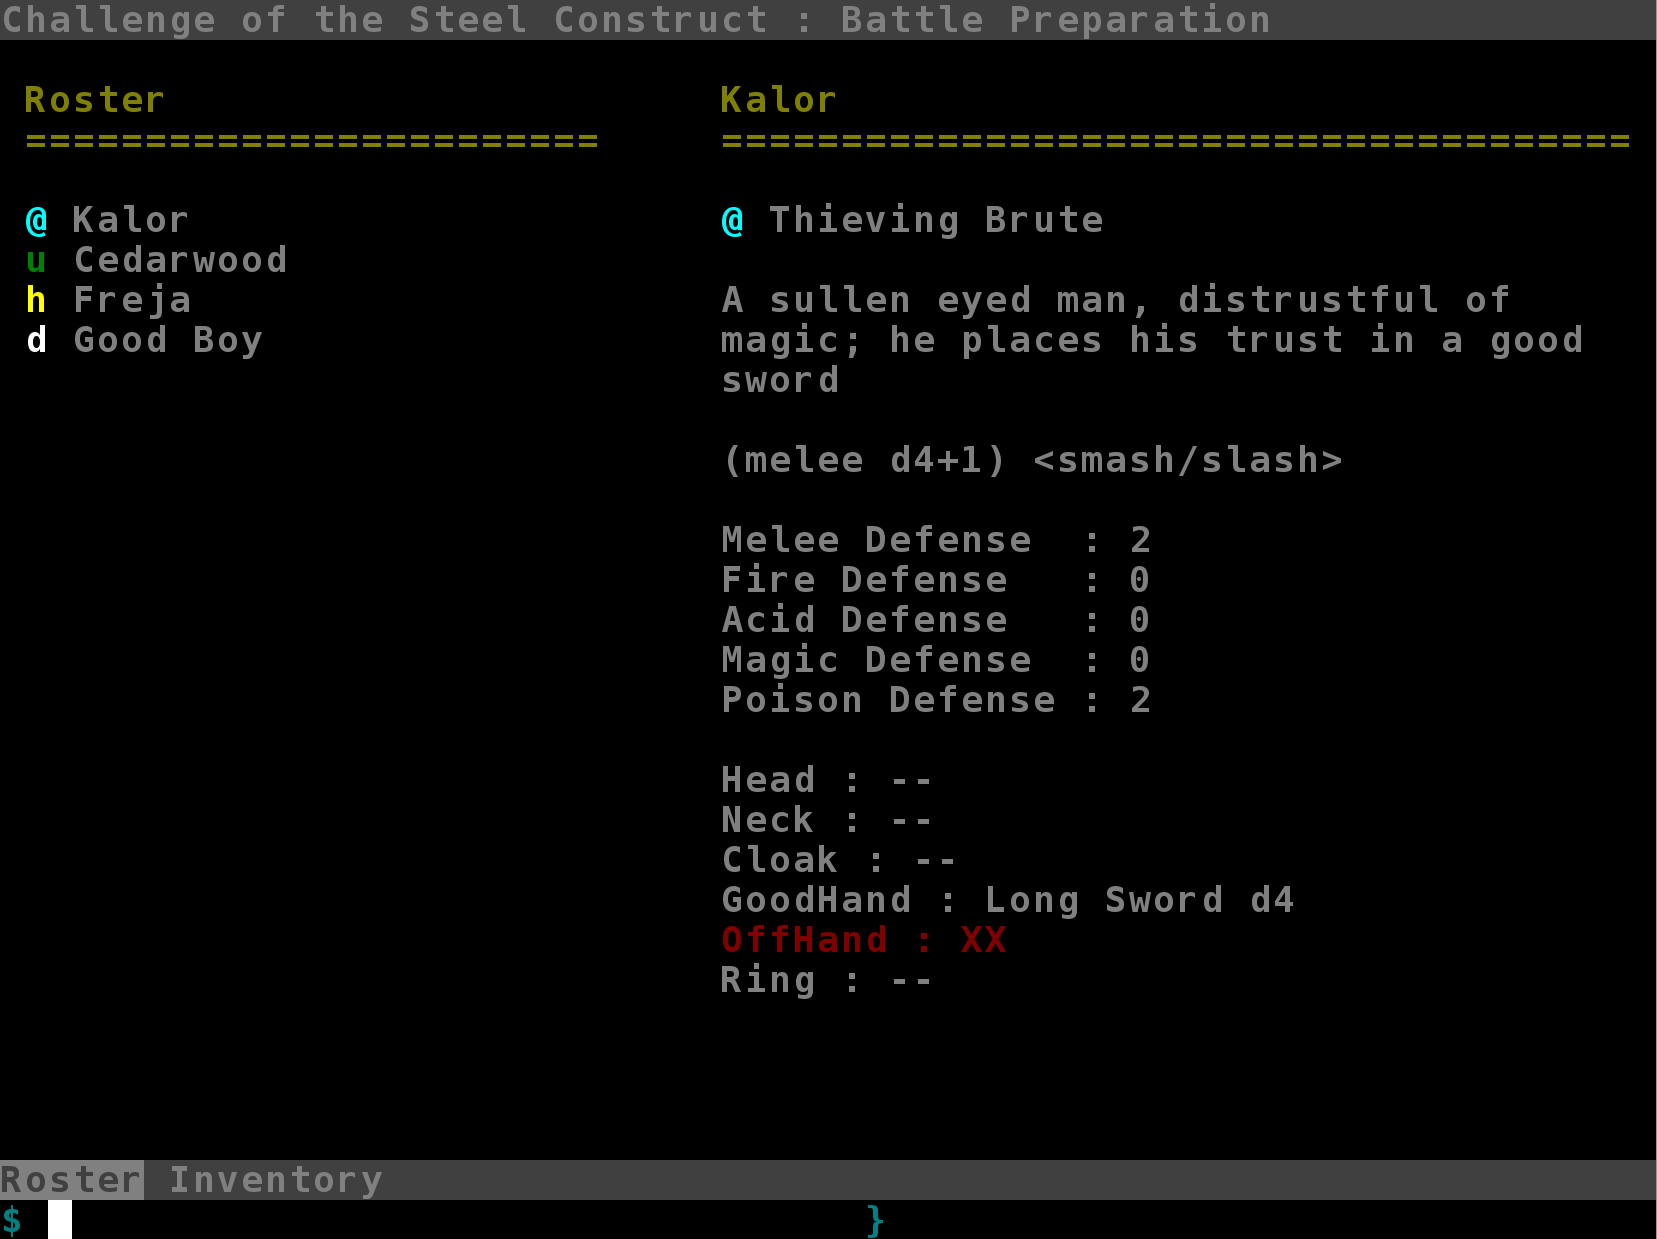 Challenge of the Steel Construct : Battle Preparation
Roster
========================
@ Kalor
u Cedarwood
h Freja
d Good Boy
Kalor
======================================
@ Thieving Brute
A sullen eyed man, distrustful of
magic; he places his trust in a good
sword
(melee d4+1) <smash/slash>
Melee Defense  : 2
Fire Defense   : 0
Acid Defense   : 0
Magic Defense  : 0
Poison Defense : 2
Head : --
Neck : --
Cloak : --
GoodHand : Long Sword d4
OffHand : XX
Ring : --
Roster Inventory
$ }